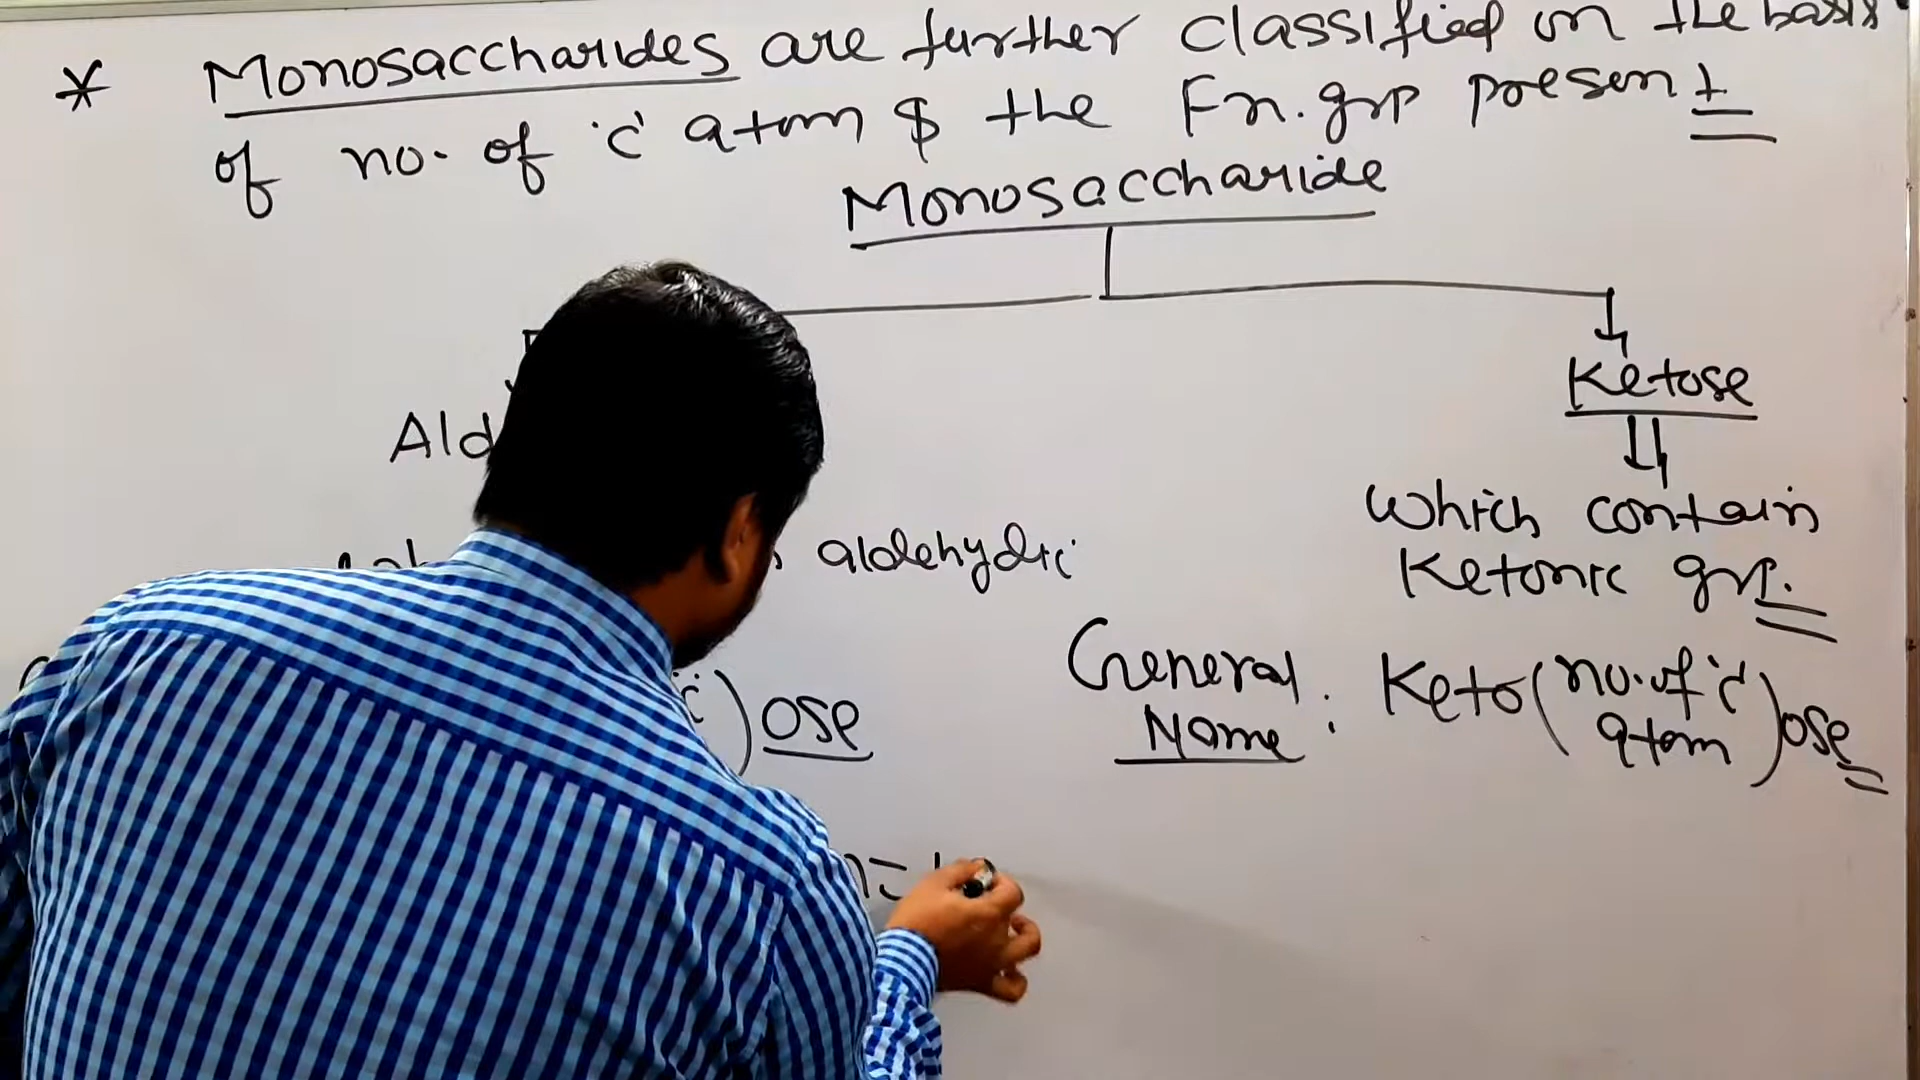 * Monosaccharides are further classified on the basis
of no. of 'c' atom $ the Fn. grp present
Monosaccharide
Ketose
which contain
Ketonic grp.
aldehydic
General
Name : Keto (no. of 'c' atom) ose
ose
n=